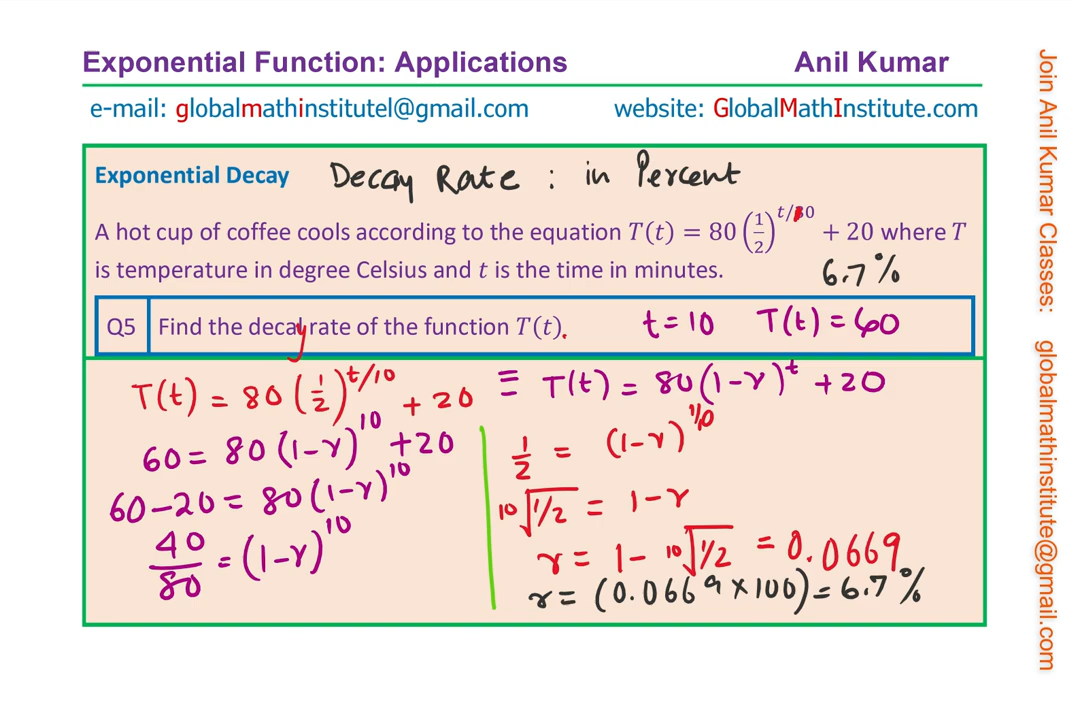 Exponential Function: Applications Anil Kumar
e-mail: globalmathinstitutel@gmail.com website: GlobalMathInstitute.com
Exponential Decay Decay Rate : in Percent
A hot cup of coffee cools according to the equation T(t) = 80(1/2)^(t/10) + 20 where T
is temperature in degree Celsius and t is the time in minutes. 6.7%
Q5 Find the decay rate of the function T(t). t = 10 T(t) = 60
T(t) = 80(1/2)^(t/10) + 20 ≡ T(t) = 80(1-r)^t + 20
60 = 80(1-r)^10 + 20
60-20 = 80(1-r)^10
40/80 = (1-r)^10
1/2 = (1-r)^10
10√1/2 = 1-r
r = 1- 10√1/2 = 0.0669
r = (0.0669 × 100) = 6.7%
Join Anil Kumar Classes: globalmathinstitute@gmail.com